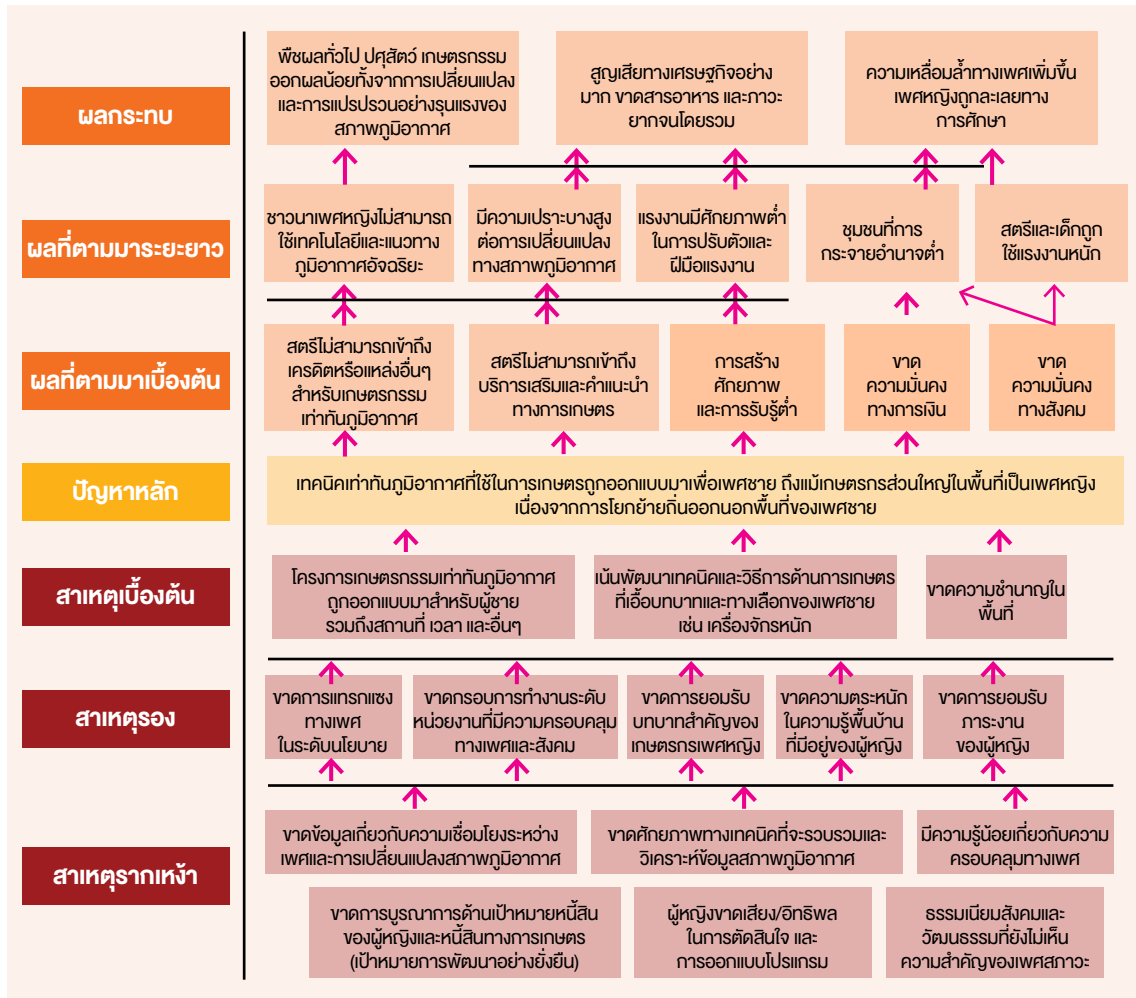 ผลกระทบ
พืชผลทั่วไป ปศุสัตว์ เกษตรกรรม
ออกผลน้อยทั้งจากการเปลี่ยนแปลง
และการแปรปรวนอย่างรุนแรงของ
สภาพภูมิอากาศ
สูญเสียทางเศรษฐกิจอย่าง
มาก ขาดสารอาหาร และภาวะ
ยากจนโดยรวม
ความเหลื่อมล้ำทางเพศเพิ่มขึ้น
เพศหญิงถูกละเลยทาง
การศึกษา
ผลที่ตามมาระยะยาว
ชาวนาเพศหญิงไม่สามารถ
ใช้เทคโนโลยีและแนวทาง
ภูมิอากาศอัจฉริยะ
มีความเปราะบางสูง
ต่อการเปลี่ยนแปลง
ทางสภาพภูมิอากาศ
แรงงานมีศักยภาพต่ำ
ในการปรับตัวและ
ฝีมือแรงงาน
ชุมชนที่การ
กระจายอำนาจต่ำ
สตรีและเด็กถูก
ใช้แรงงานหนัก
ผลที่ตามมาเบื้องต้น
สตรีไม่สามารถเข้าถึง
เครดิตหรือแหล่งอื่นๆ
สำหรับเกษตรกรรม
เท่าทันภูมิอากาศ
สตรีไม่สามารถเข้าถึง
บริการเสริมและคำแนะนำ
ทางการเกษตร
การสร้าง
ศักยภาพ
และการรับรู้ต่ำ
ขาด
ความมั่นคง
ทางการเงิน
ขาด
ความมั่นคง
ทางสังคม
ปัญหาหลัก
เทคนิคเท่าทันภูมิอากาศที่ใช้ในการเกษตรถูกออกแบบมาเพื่อเพศชาย ถึงแม้เกษตรกรส่วนใหญ่ในพื้นที่เป็นเพศหญิง
เนื่องจากการโยกย้ายถิ่นออกนอกพื้นที่ของเพศชาย
สาเหตุเบื้องต้น
โครงการเกษตรกรรมเท่าทันภูมิอากาศ
ถูกออกแบบมาสำหรับผู้ชาย
รวมถึงสถานที่ เวลา และอื่นๆ
เน้นพัฒนาเทคนิคและวิธีการด้านการเกษตร
ที่เอื้อบทบาทและทางเลือกของเพศชาย
เช่น เครื่องจักรหนัก
ขาดความชำนาญใน
พื้นที่
สาเหตุรอง
ขาดการแทรกแซง
ทางเพศ
ในระดับนโยบาย
ขาดกรอบการทำงานระดับ
หน่วยงานที่มีความครอบคลุม
ทางเพศและสังคม
ขาดการยอมรับ
บทบาทสำคัญของ
เกษตรกรเพศหญิง
ขาดความตระหนัก
ในความรู้พื้นบ้าน
ที่มีอยู่ของผู้หญิง
ขาดการยอมรับ
ภาระงาน
ของผู้หญิง
สาเหตุรากเหง้า
ขาดข้อมูลเกี่ยวกับความเชื่อมโยงระหว่าง
เพศและการเปลี่ยนแปลงสภาพภูมิอากาศ
ขาดศักยภาพทางเทคนิคที่จะรวบรวมและ
วิเคราะห์ข้อมูลสภาพภูมิอากาศ
มีความรู้น้อยเกี่ยวกับความ
ครอบคลุมทางเพศ
ขาดการบูรณาการด้านเป้าหมายหนี้สิน
ของผู้หญิงและหนี้สินทางการเกษตร
(เป้าหมายการพัฒนาอย่างยั่งยืน)
ผู้หญิงขาดเสียง/อิทธิพล
ในการตัดสินใจ และ
การออกแบบโปรแกรม
ธรรมเนียมสังคมและ
วัฒนธรรมที่ยังไม่เห็น
ความสำคัญของเพศสภาวะ